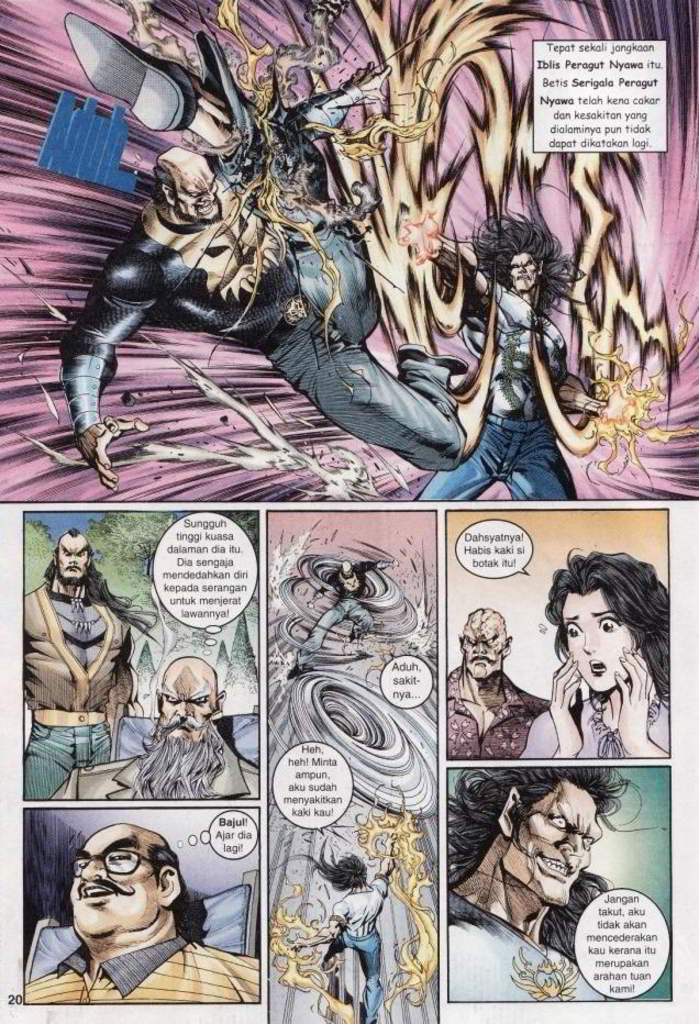 Tepat sekali jangkaan
Iblis Peragut Nyawa itu.
Betis Serigala Peragut
Nyawa telah kena cakar
dan kesakitan yang
dialaminya pun tidak
dapat dikatakan lagi.
Sungguh
tinggi kuasa
dalaman dia itu.
Dia sengaja
mendedahkan diri
kepada serangan
untuk menjerat
lawannya!
Bajul!
Ajar dia
lagi!
Aduh,
sakit-
nya...
Heh,
heh! Minta
ampun,
aku sudah
menyakitkan
kaki kau!
Dahsyatnya!
Habis kaki si
botak itu!
Jangan
takut, aku
tidak akan
mencederakan
kau kerana itu
merupakan
arahan tuan
kami!
20